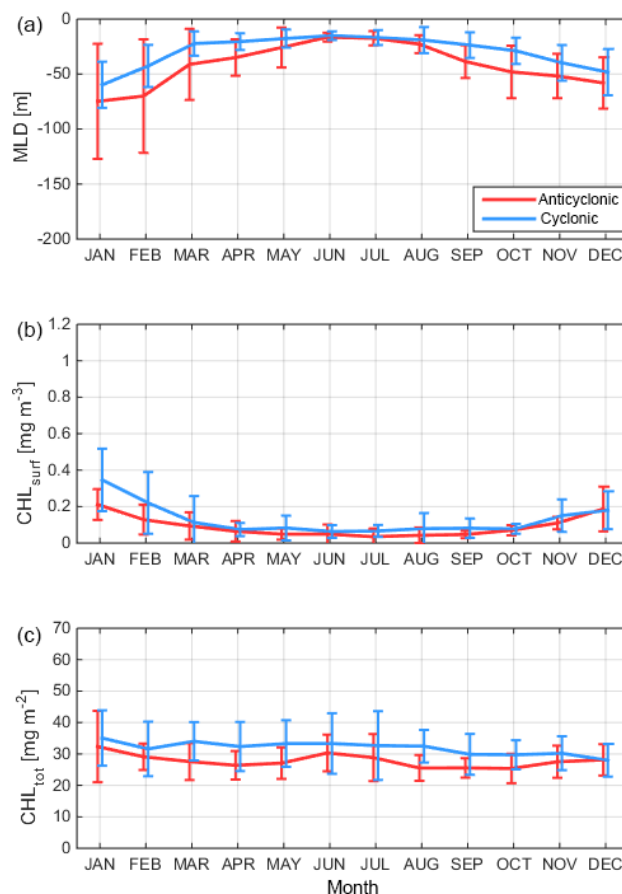 (a)
0
-50
-100
-150
-200
MLD [m]
Anticyclonic
Cyclonic
JAN FEB MAR APR MAY JUN JUL AUG SEP OCT NOV DEC
(b)
1.2
1
0.8
0.6
0.4
0.2
0
CHL_surf [mg m⁻³]
JAN FEB MAR APR MAY JUN JUL AUG SEP OCT NOV DEC
(c)
70
60
50
40
30
20
10
0
CHL_tot [mg m⁻²]
JAN FEB MAR APR MAY JUN JUL AUG SEP OCT NOV DEC
Month